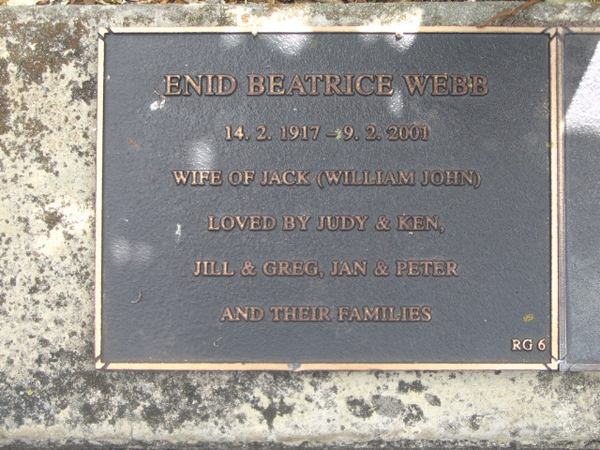 ENID BEATRICE WEBB
14. 2. 1917 – 9. 2. 2001
WIFE OF JACK (WILLIAM JOHN)
LOVED BY JUDY & KEN,
JILL & GREG, JAN & PETER
AND THEIR FAMILIES
RG 6